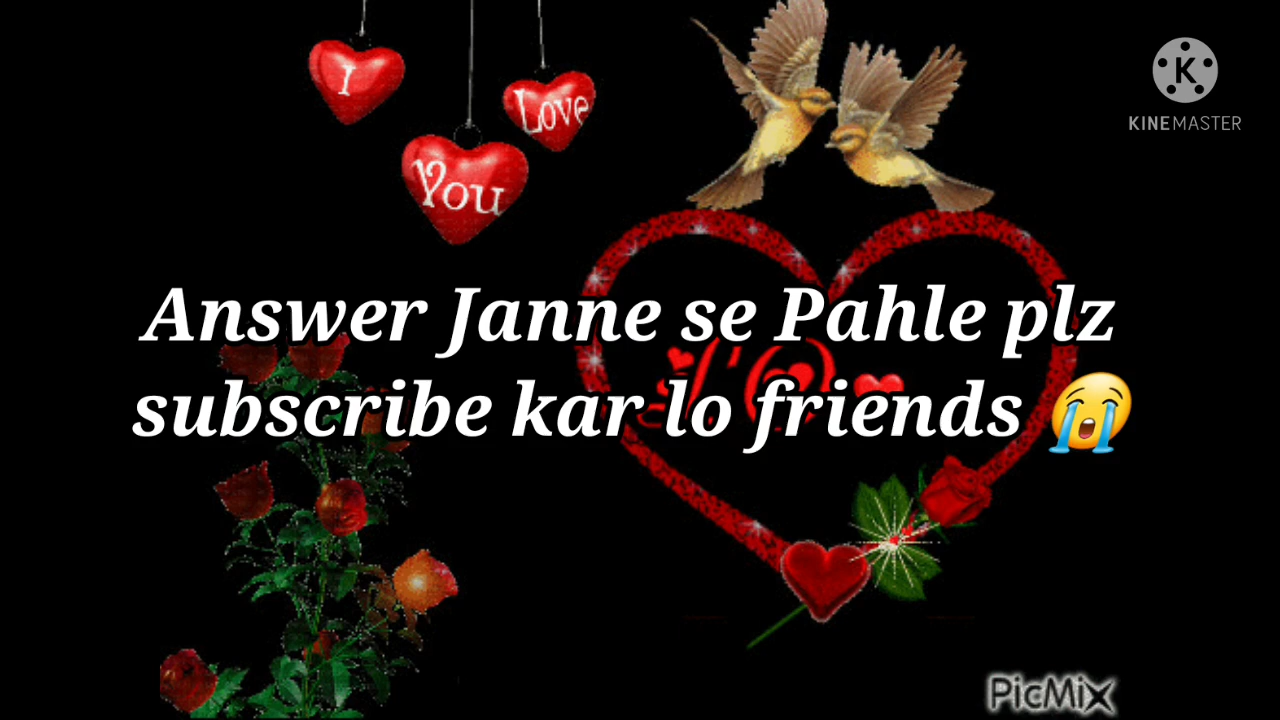 I
Love
You
KINEMASTER
Answer Janne se Pahle plz
subscribe kar lo friends 😭
PicMix